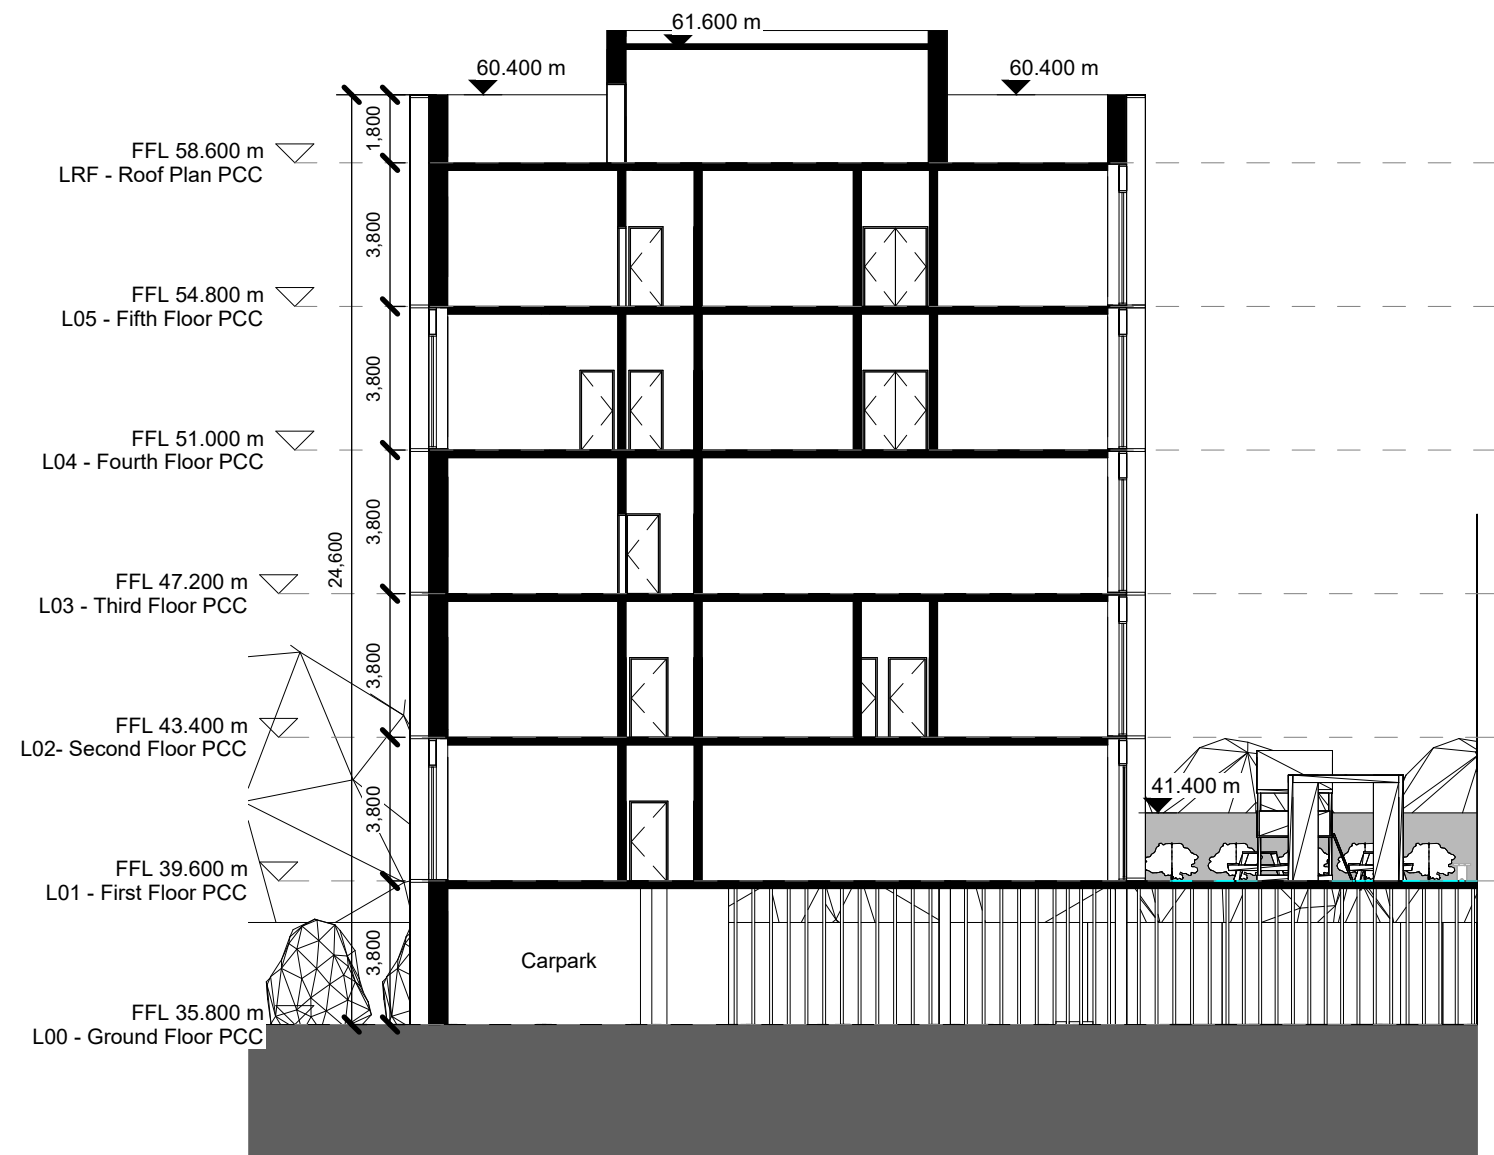 61.600 m
60.400 m
60.400 m
1,800
FFL 58.600 m
LRF - Roof Plan PCC
3,800
FFL 54.800 m
L05 - Fifth Floor PCC
3,800
FFL 51.000 m
L04 - Fourth Floor PCC
3,800
24,600
FFL 47.200 m
L03 - Third Floor PCC
3,800
FFL 43.400 m
L02- Second Floor PCC
41.400 m
3,800
FFL 39.600 m
L01 - First Floor PCC
3,800
Carpark
FFL 35.800 m
L00 - Ground Floor PCC